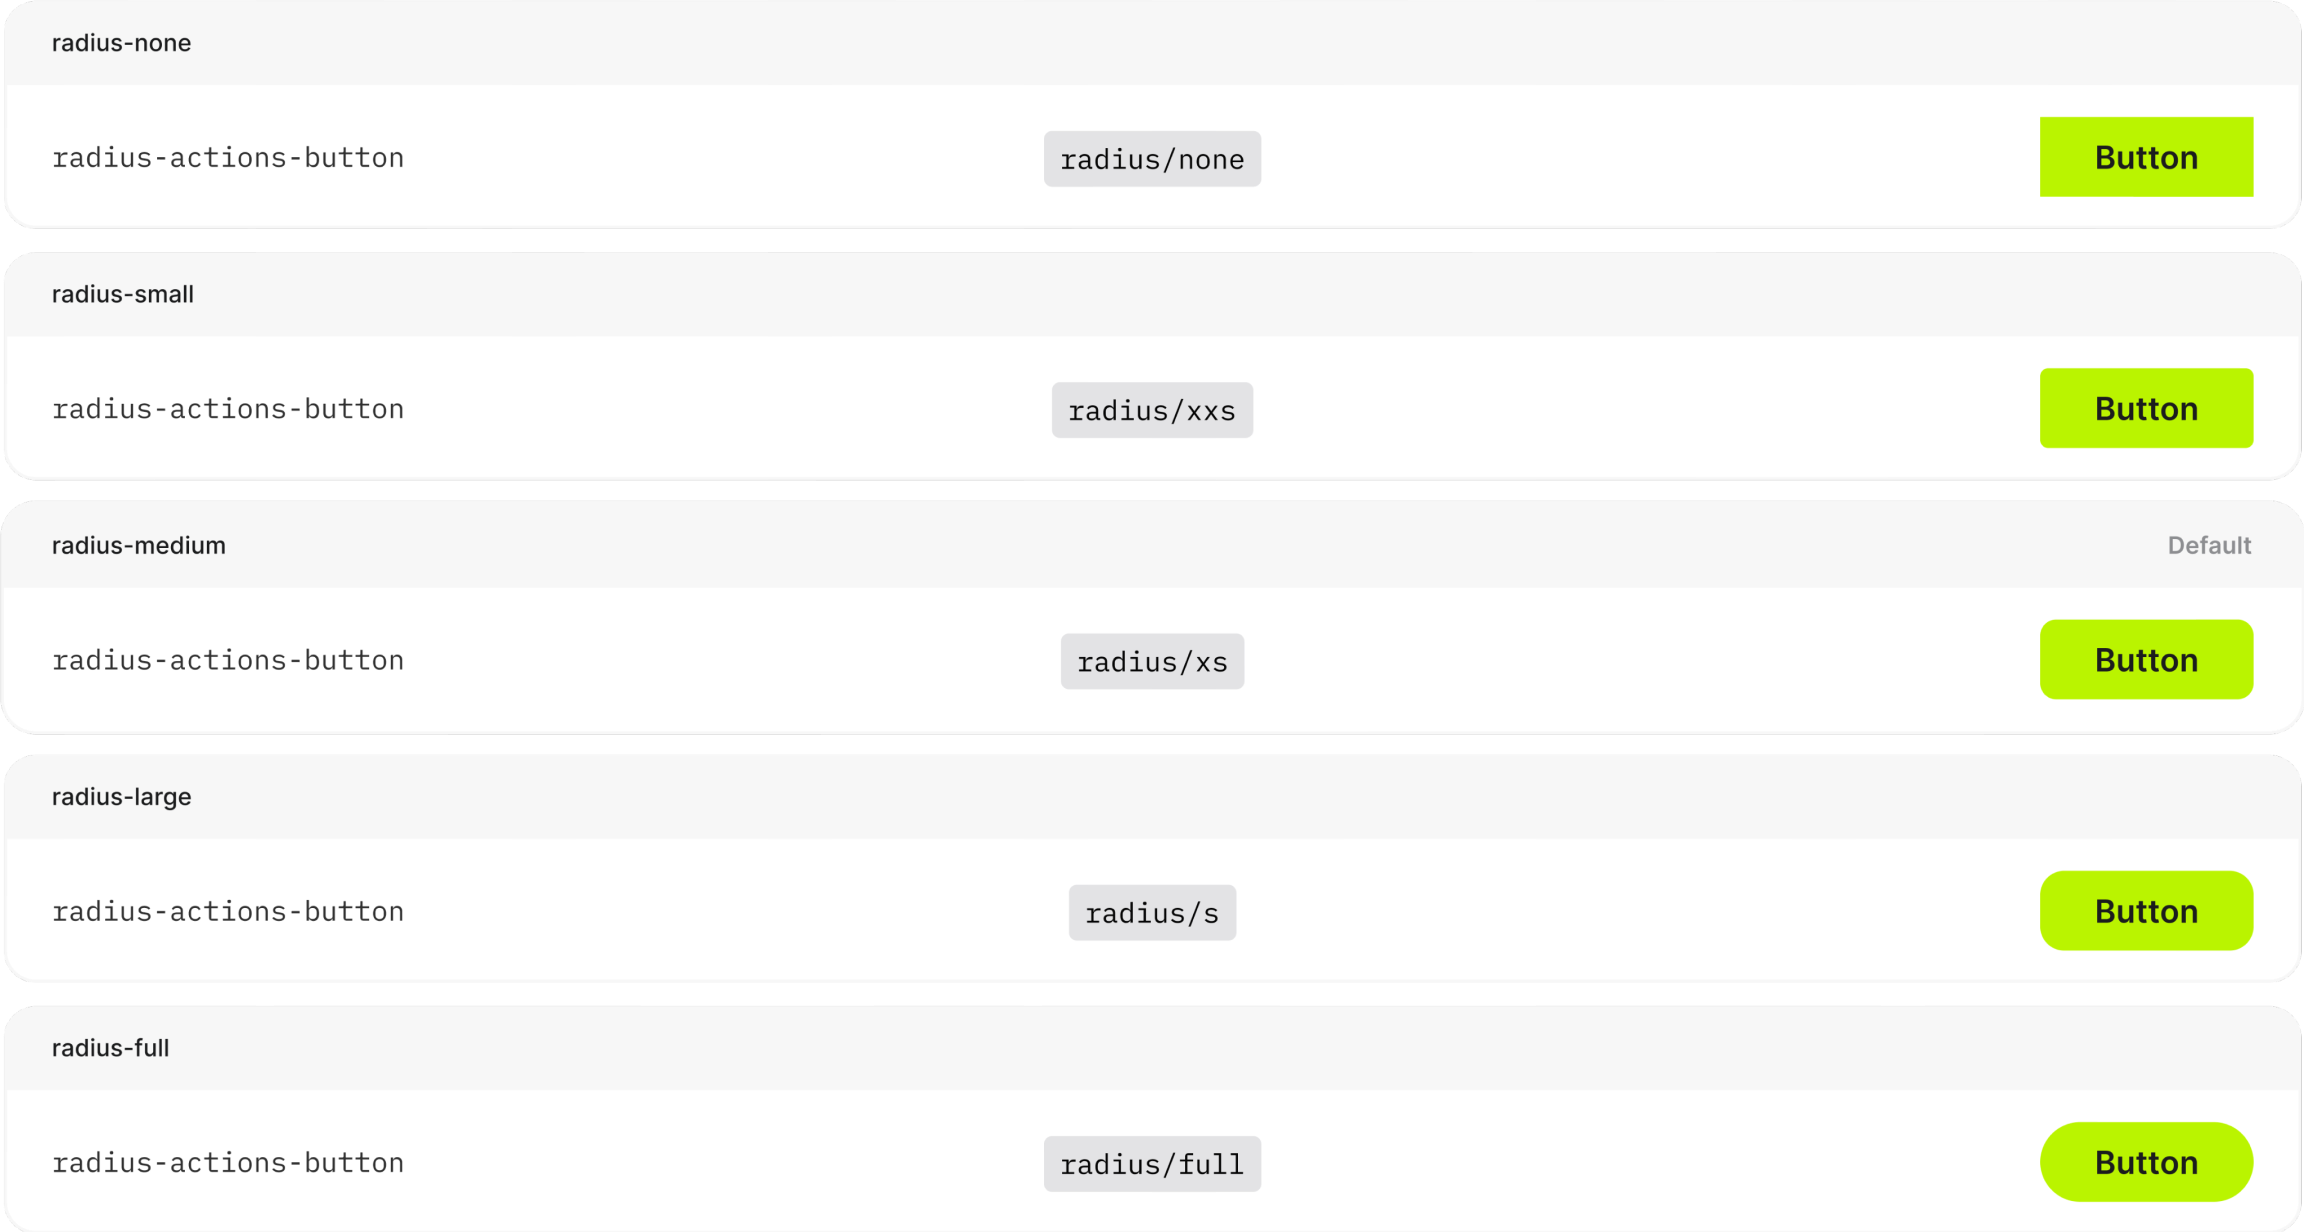 radius-none
radius-actions-button radius/none Button
radius-small
radius-actions-button radius/xxs Button
radius-medium Default
radius-actions-button radius/xs Button
radius-large
radius-actions-button radius/s Button
radius-full
radius-actions-button radius/full Button